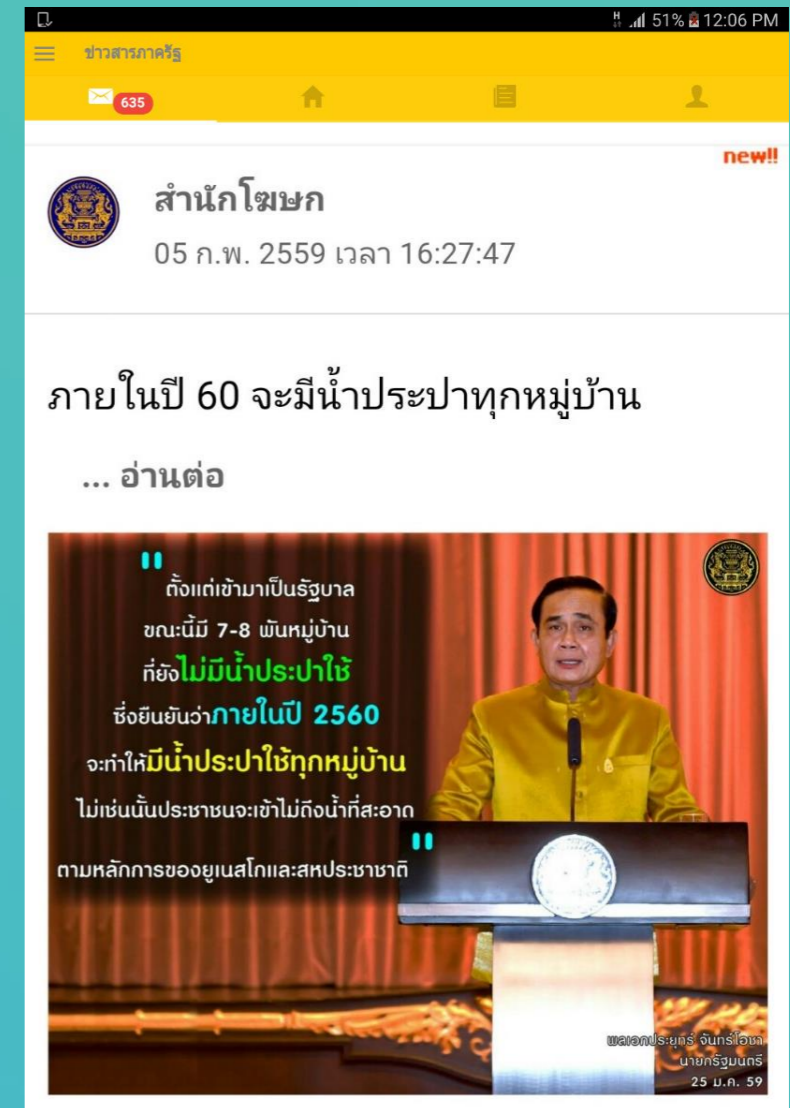 H 51% 12:06 PM
ข่าวสารภาครัฐ
635
new!!
สำนักโฆษก
05 ก.พ. 2559 เวลา 16:27:47
ภายในปี 60 จะมีน้ำประปาทุกหมู่บ้าน
... อ่านต่อ
"
ตั้งแต่เข้ามาเป็นรัฐบาล
ขณะนี้มี 7-8 พันหมู่บ้าน
ที่ยังไม่มีน้ำประปาใช้
ซึ่งยืนยันว่าภายในปี 2560
จะทำให้มีน้ำประปาใช้ทุกหมู่บ้าน
ไม่เช่นนั้นประชาชนจะเข้าไม่ถึงน้ำที่สะอาด
ตามหลักการของยูเนสโกและสหประชาชาติ "
พลเอกประยุทธ์ จันทร์โอชา
นายกรัฐมนตรี
25 ม.ค. 59